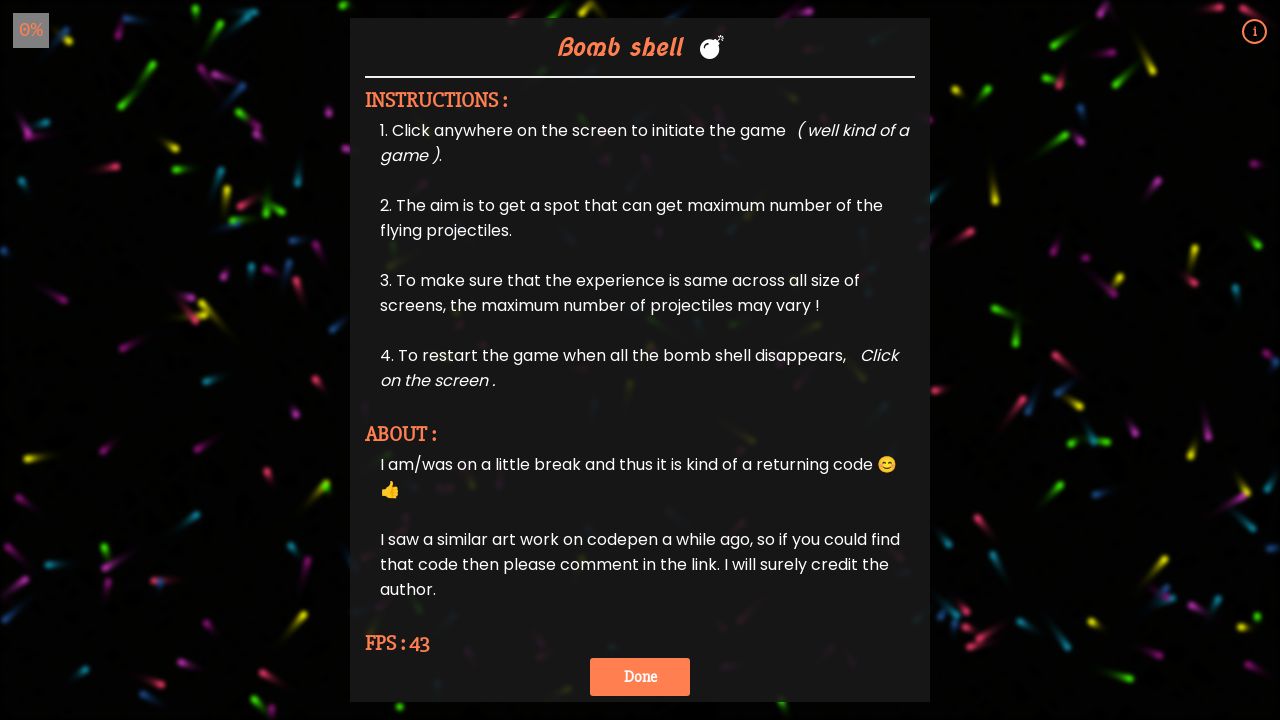 0%
Bomb shell 💣
i
INSTRUCTIONS :
1. Click anywhere on the screen to initiate the game ( well kind of a
game ).
2. The aim is to get a spot that can get maximum number of the
flying projectiles.
3. To make sure that the experience is same across all size of
screens, the maximum number of projectiles may vary !
4. To restart the game when all the bomb shell disappears, Click
on the screen .
ABOUT :
I am/was on a little break and thus it is kind of a returning code 😊
👍
I saw a similar art work on codepen a while ago, so if you could find
that code then please comment in the link. I will surely credit the
author.
FPS : 43
Done